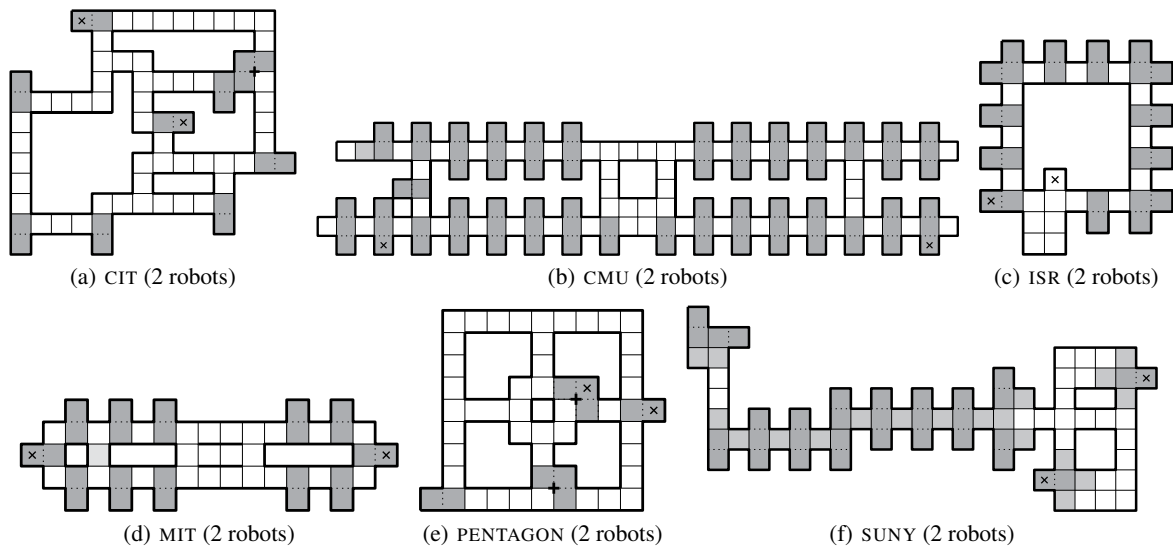 (a) CIT (2 robots)
(b) CMU (2 robots)
(c) ISR (2 robots)
(d) MIT (2 robots)
(e) PENTAGON (2 robots)
(f) SUNY (2 robots)